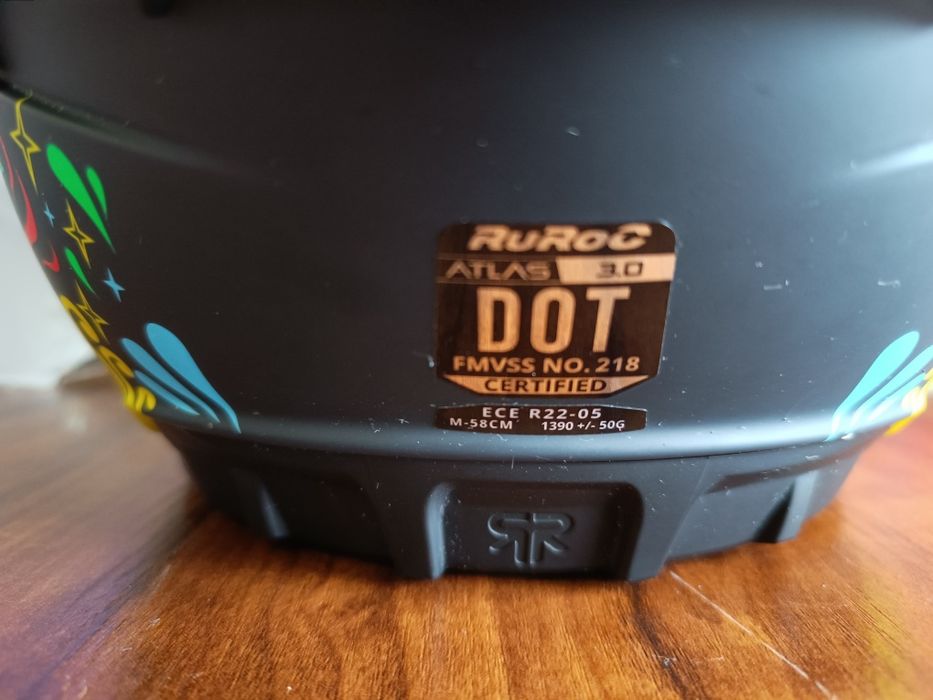 RuRoC
ATLAS 3.0
DOT
FMVSS NO. 218
CERTIFIED
ECE R22-05
M-58CM 1390 +/- 50G